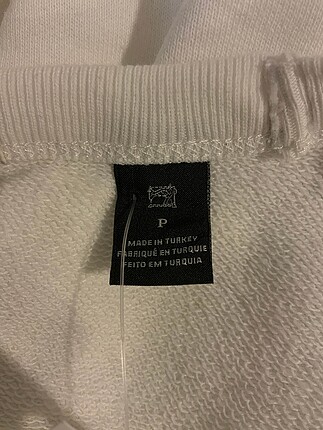 P
MADE IN TURKEY
FABRIQUÉ EN TURQUIE
FEITO EM TURQUIA